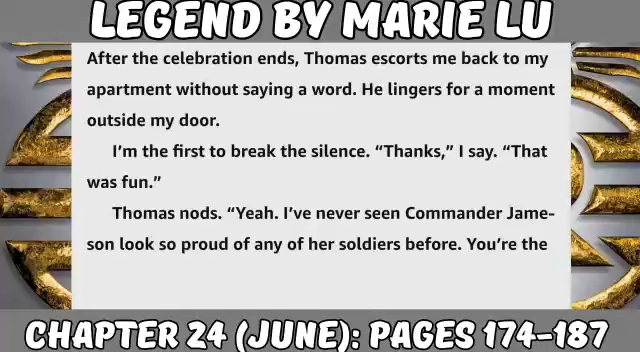 LEGEND BY MARIE LU
After the celebration ends, Thomas escorts me back to my
apartment without saying a word. He lingers for a moment
outside my door.
I'm the first to break the silence. “Thanks,” I say. “That
was fun.”
Thomas nods. “Yeah. I've never seen Commander Jame-
son look so proud of any of her soldiers before. You're the
CHAPTER 24 (JUNE): PAGES 174-187